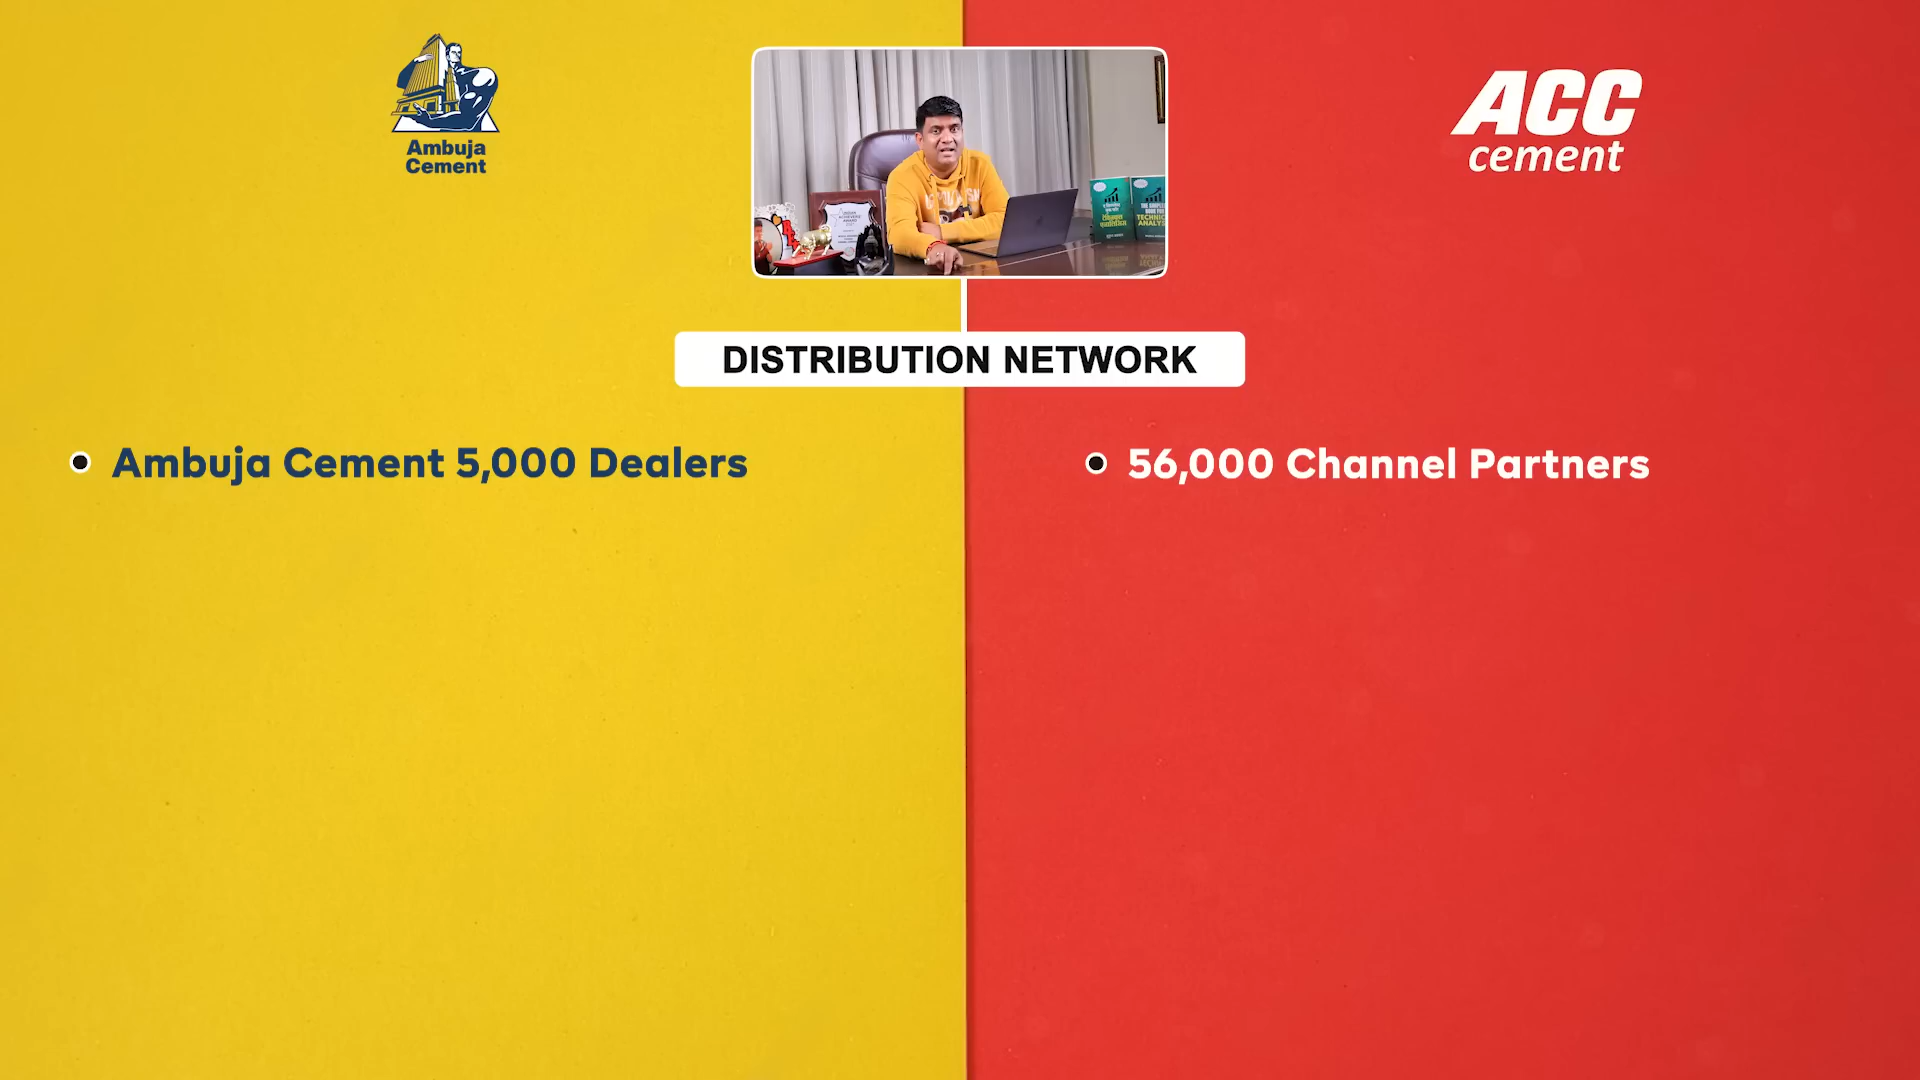 Ambuja
Cement
ACC
cement
DISTRIBUTION NETWORK
Ambuja Cement 5,000 Dealers
56,000 Channel Partners